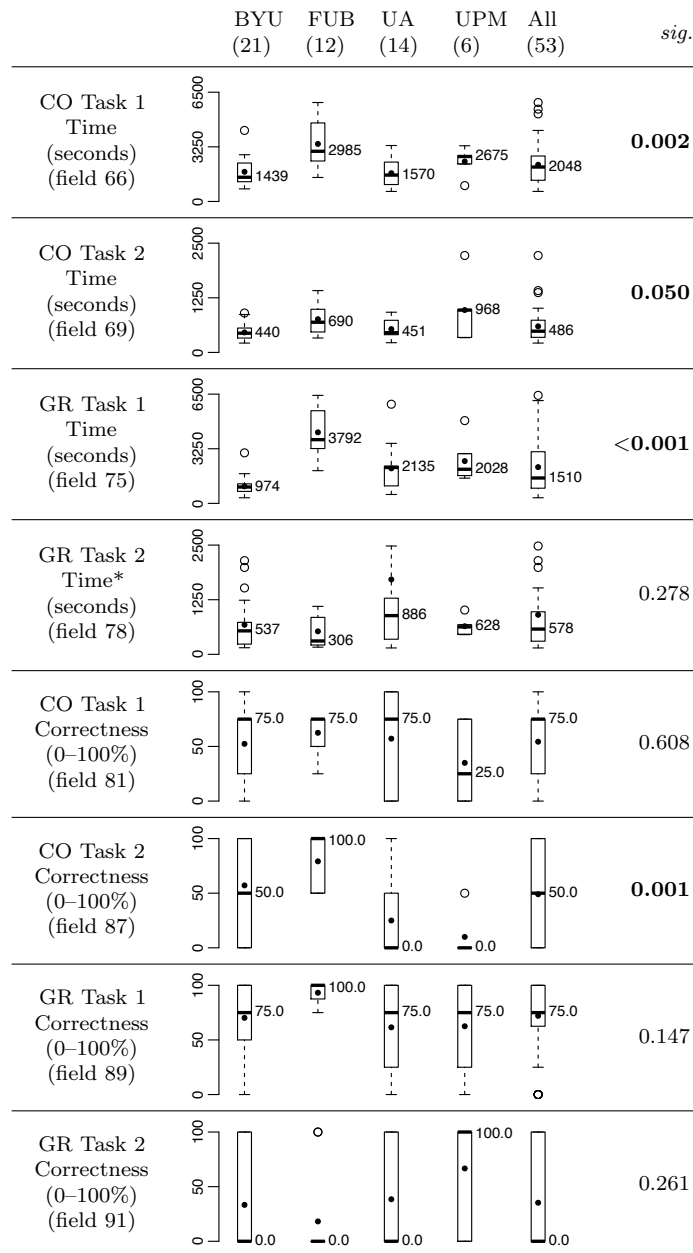 BYU FUB UA UPM All
(21) (12) (14) (6) (53) sig.
CO Task 1
Time
(seconds)
(field 66)
0 3250 6500
1439 2985 1570 2675 2048
0.002
CO Task 2
Time
(seconds)
(field 69)
0 1250 2500
440 690 451 968 486
0.050
GR Task 1
Time
(seconds)
(field 75)
0 3250 6500
974 3792 2135 2028 1510
<0.001
GR Task 2
Time*
(seconds)
(field 78)
0 1250 2500
537 306 886 628 578
0.278
CO Task 1
Correctness
(0–100%)
(field 81)
0 50 100
75.0 75.0 75.0 25.0 75.0
0.608
CO Task 2
Correctness
(0–100%)
(field 87)
0 50 100
50.0 100.0 0.0 0.0 50.0
0.001
GR Task 1
Correctness
(0–100%)
(field 89)
0 50 100
75.0 100.0 75.0 75.0 75.0
0.147
GR Task 2
Correctness
(0–100%)
(field 91)
0 50 100
0.0 0.0 0.0 100.0 0.0
0.261